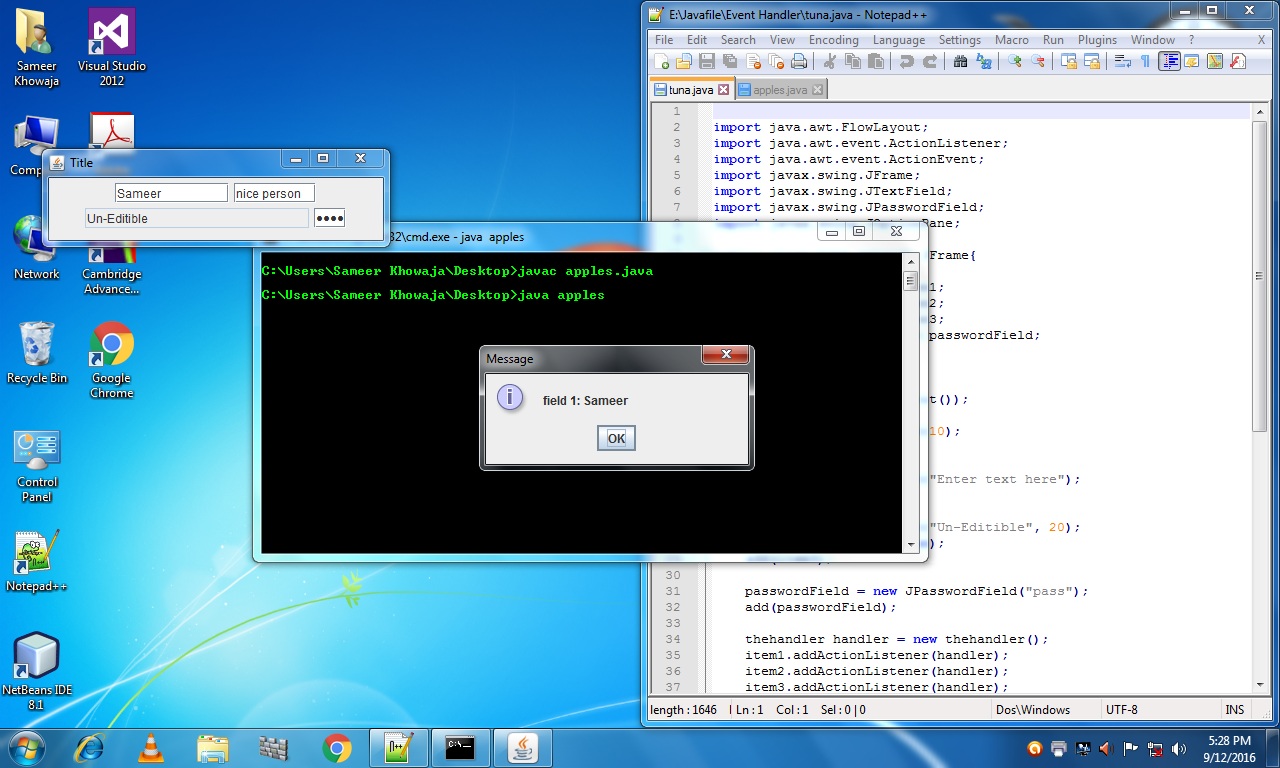 Sameer
Khowaja
Visual Studio
2012
Comp
Network
Cambridge
Advance...
Recycle Bin
Google
Chrome
Control
Panel
Notepad++
NetBeans IDE
8.1
Title
Sameer
nice person
Un-Editible
32\cmd.exe - java  apples
C:\Users\Sameer Khowaja\Desktop>javac apples.java
C:\Users\Sameer Khowaja\Desktop>java apples
Message
field 1: Sameer
OK
E:\Javafile\Event Handler\tuna.java - Notepad++
File Edit Search View Encoding Language Settings Macro Run Plugins Window ? X
tuna.java
apples.java
1
2 import java.awt.FlowLayout;
3 import java.awt.event.ActionListener;
4 import java.awt.event.ActionEvent;
5 import javax.swing.JFrame;
6 import javax.swing.JTextField;
7 import javax.swing.JPasswordField;
Frame{
1;
2;
3;
passwordField;
t());
10);
"Enter text here");
"Un-Editible", 20);
);
30
31 passwordField = new JPasswordField("pass");
32 add(passwordField);
33
34 thehandler handler = new thehandler();
35 item1.addActionListener(handler);
36 item2.addActionListener(handler);
37 item3.addActionListener(handler);
length : 1646 Ln : 1 Col : 1 Sel : 0 | 0 Dos\Windows UTF-8 INS
5:28 PM
9/12/2016